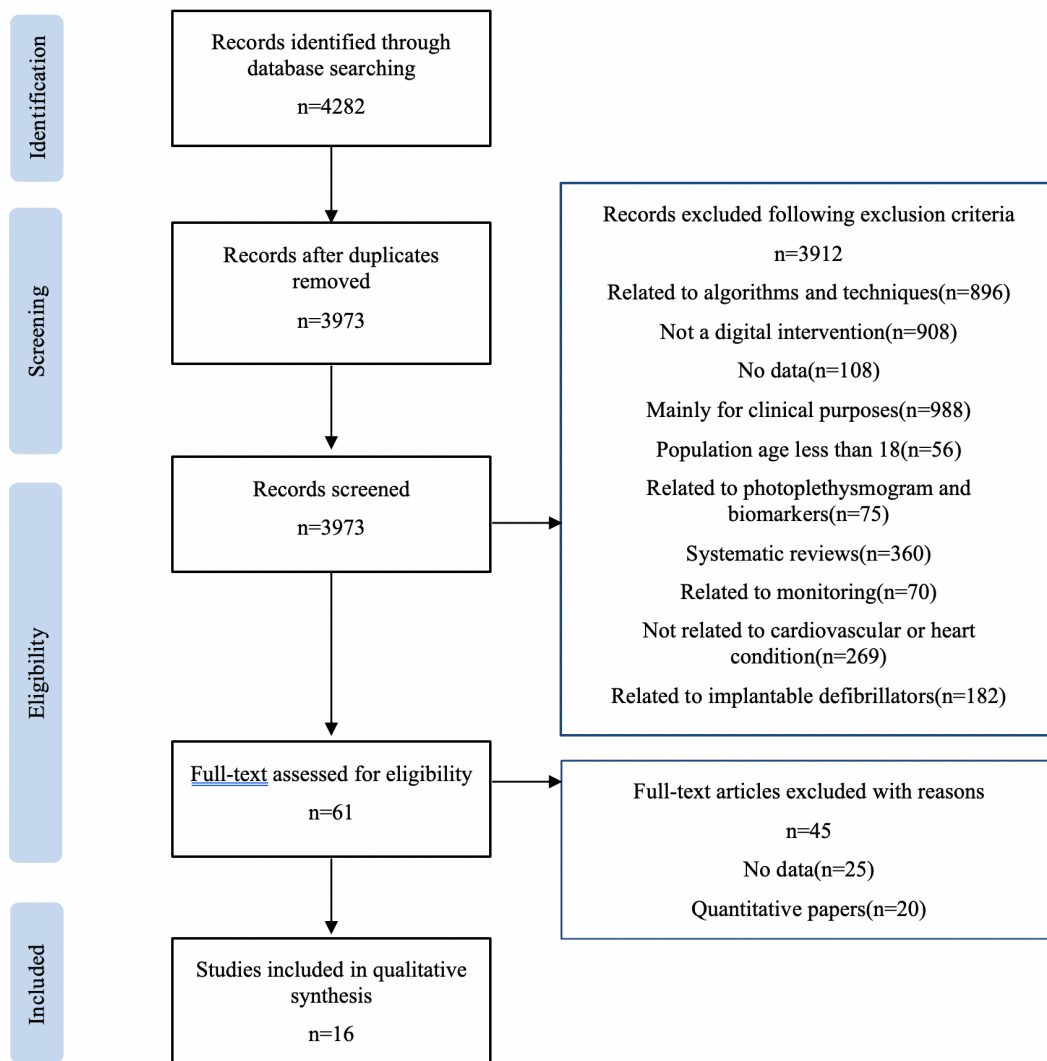 Identification
Records identified through
database searching
n=4282
Screening
Records after duplicates
removed
n=3973
Records excluded following exclusion criteria
n=3912
Related to algorithms and techniques(n=896)
Not a digital intervention(n=908)
No data(n=108)
Mainly for clinical purposes(n=988)
Population age less than 18(n=56)
Related to photoplethysmogram and
biomarkers(n=75)
Systematic reviews(n=360)
Related to monitoring(n=70)
Not related to cardiovascular or heart
condition(n=269)
Related to implantable defibrillators(n=182)
Eligibility
Records screened
n=3973
Full-text assessed for eligibility
n=61
Full-text articles excluded with reasons
n=45
No data(n=25)
Quantitative papers(n=20)
Included
Studies included in qualitative
synthesis
n=16